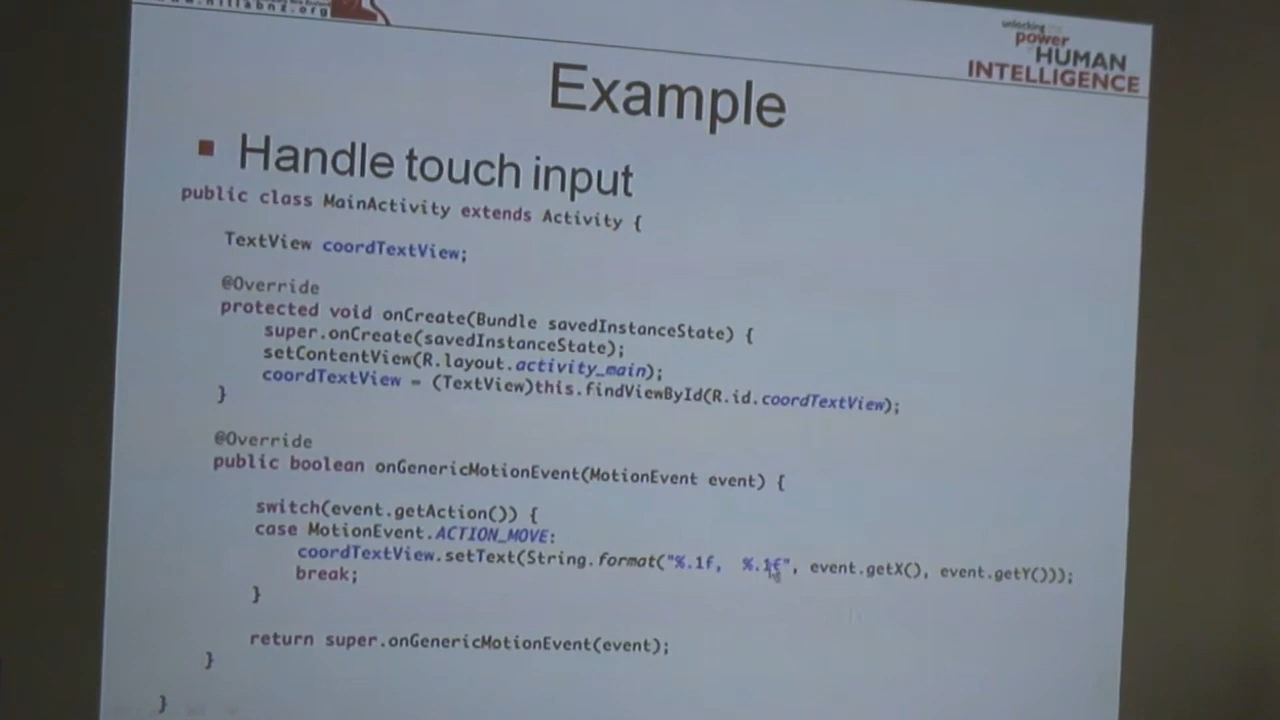 unlocking
power
HUMAN
INTELLIGENCE
Example
Handle touch input
public class MainActivity extends Activity {
TextView coordTextView;
@Override
protected void onCreate(Bundle savedInstanceState) {
super.onCreate(savedInstanceState);
setContentView(R.layout.activity_main);
coordTextView = (TextView)this.findViewById(R.id.coordTextView);
}
@Override
public boolean onGenericMotionEvent(MotionEvent event) {
switch(event.getAction()) {
case MotionEvent.ACTION_MOVE:
coordTextView.setText(String.format("%.1f, %.1f", event.getX(), event.getY()));
break;
}
return super.onGenericMotionEvent(event);
}
}